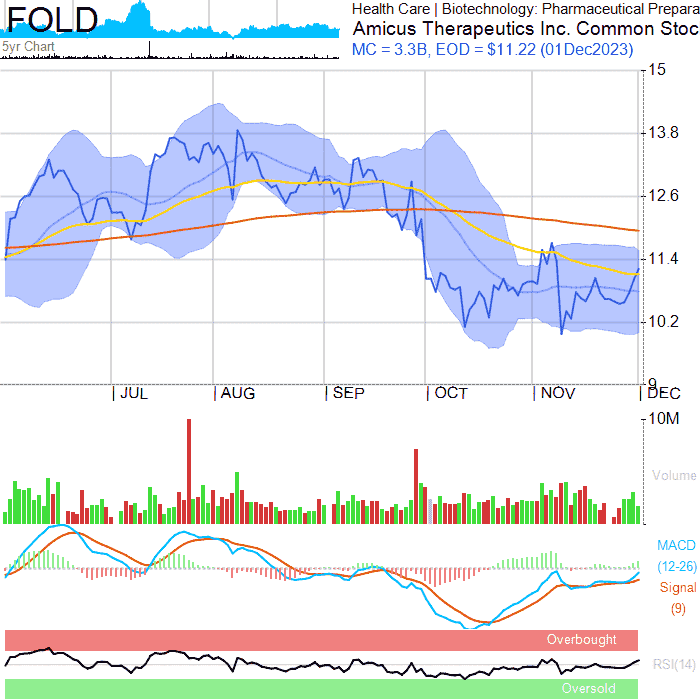 FOLD
Health Care | Biotechnology: Pharmaceutical Prepara
Amicus Therapeutics Inc. Common Stoc
5yr Chart
MC = 3.3B, EOD = $11.22 (01Dec2023)
15
13.8
12.6
11.4
10.2
9
| JUL | AUG | SEP | OCT | NOV | DEC
10M
Volume
MACD
(12-26)
Signal
(9)
Overbought
RSI(14)
Oversold